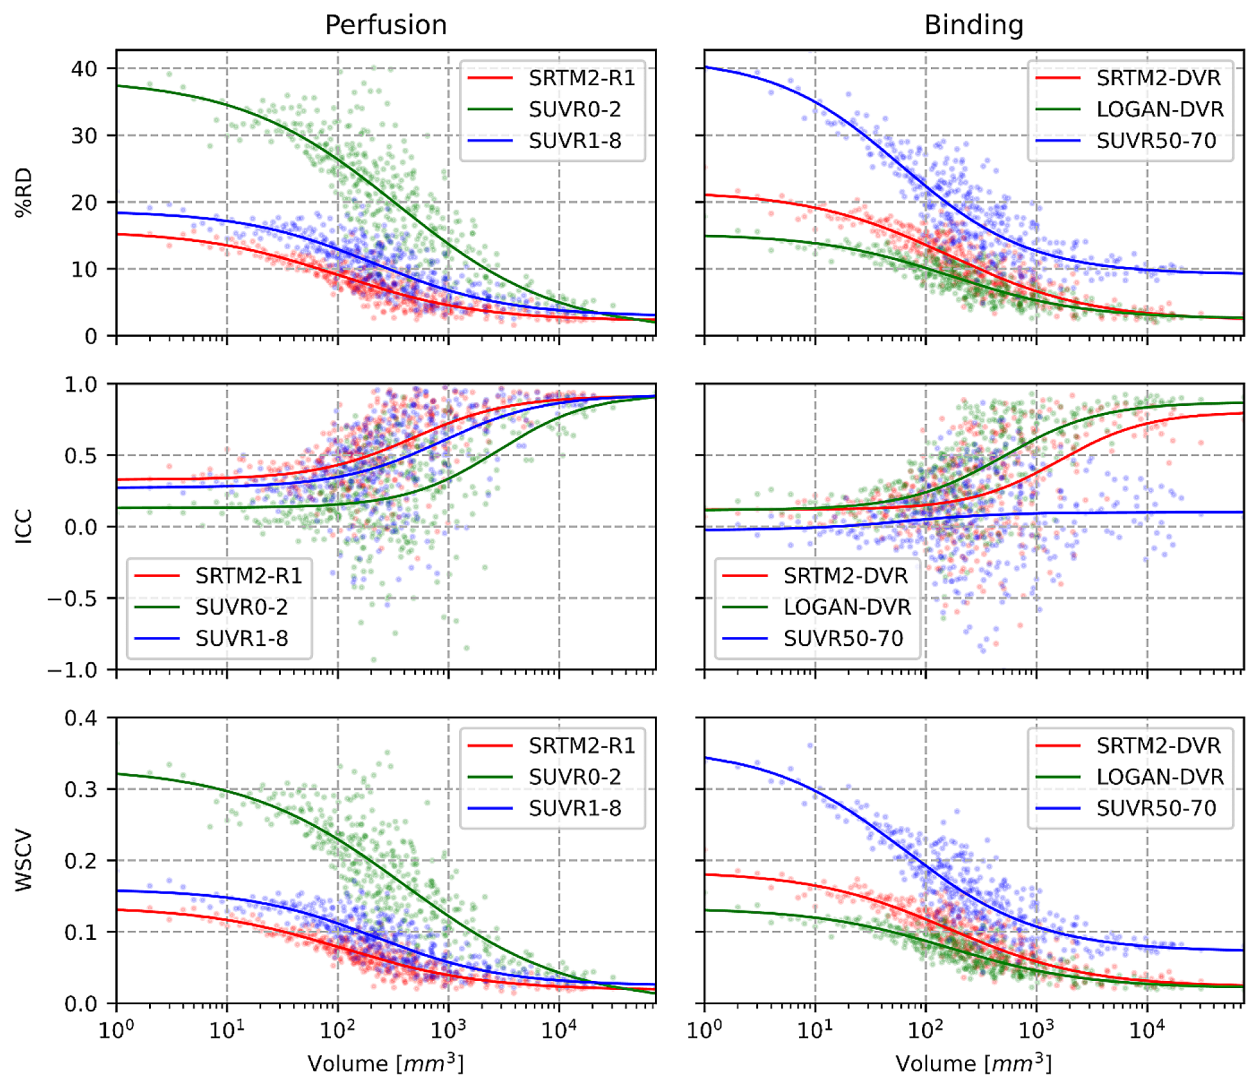 Perfusion
Binding
%RD
40
30
20
10
0
SRTM2-R1
SUVR0-2
SUVR1-8
SRTM2-DVR
LOGAN-DVR
SUVR50-70
ICC
1.0
0.5
0.0
−0.5
−1.0
SRTM2-R1
SUVR0-2
SUVR1-8
SRTM2-DVR
LOGAN-DVR
SUVR50-70
WSCV
0.4
0.3
0.2
0.1
0.0
SRTM2-R1
SUVR0-2
SUVR1-8
SRTM2-DVR
LOGAN-DVR
SUVR50-70
10⁰ 10¹ 10² 10³ 10⁴
10⁰ 10¹ 10² 10³ 10⁴
Volume [mm³]
Volume [mm³]